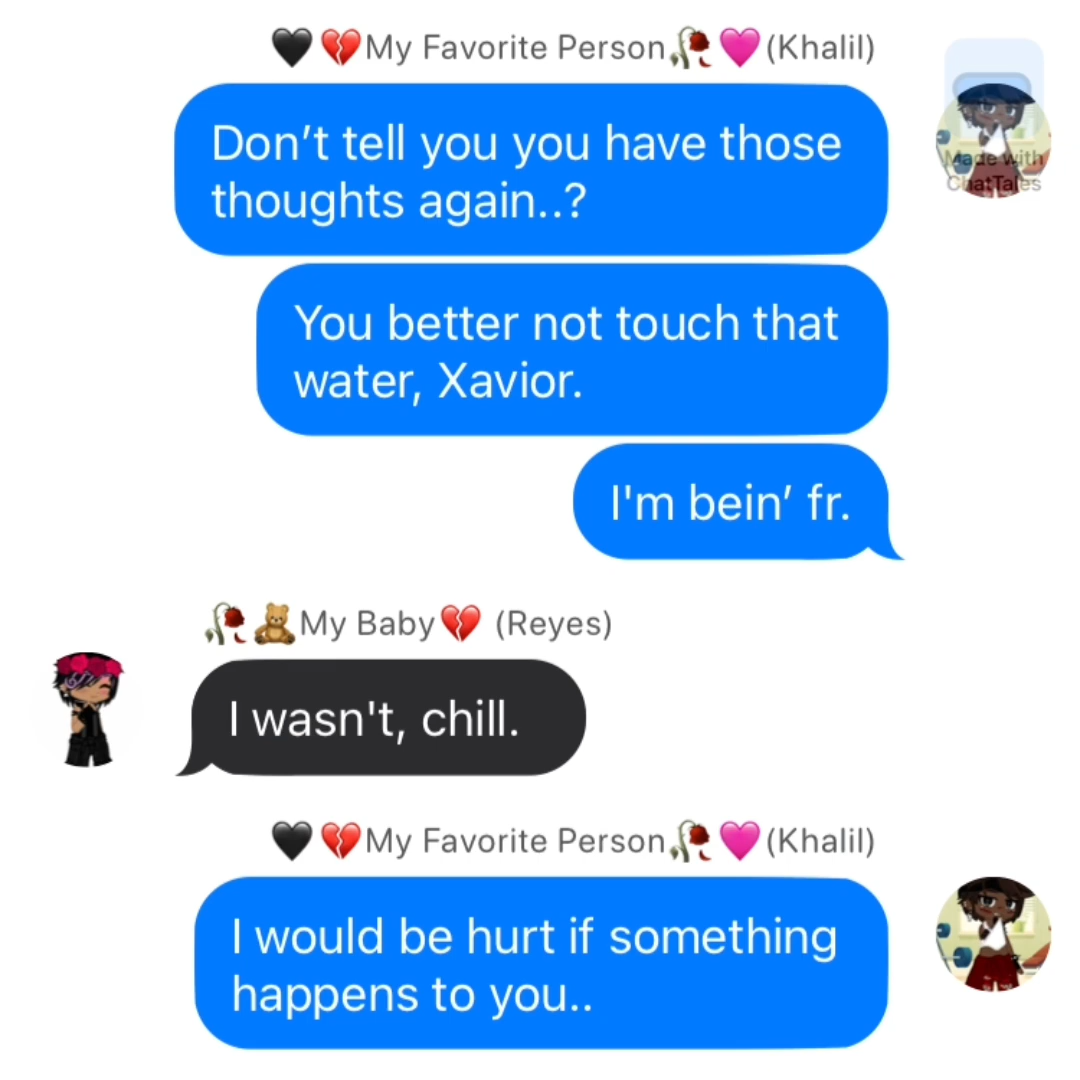 🖤💔My Favorite Person🥀🩷(Khalil)
Made with
ChatTales
Don’t tell you you have those
thoughts again..?
You better not touch that
water, Xavior.
I'm bein’ fr.
🥀🧸My Baby💔 (Reyes)
I wasn't, chill.
🖤💔My Favorite Person🥀🩷(Khalil)
I would be hurt if something
happens to you..